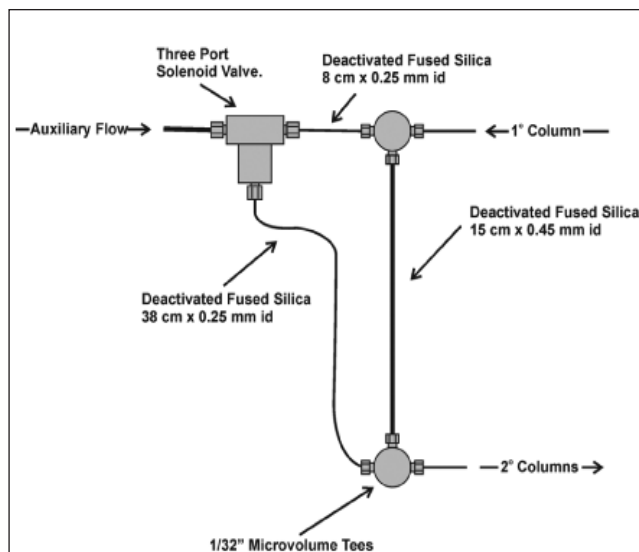 Three Port
Solenoid Valve.
Deactivated Fused Silica
8 cm x 0.25 mm id
Auxiliary Flow
1° Column
Deactivated Fused Silica
15 cm x 0.45 mm id
Deactivated Fused Silica
38 cm x 0.25 mm id
2° Columns
1/32” Microvolume Tees